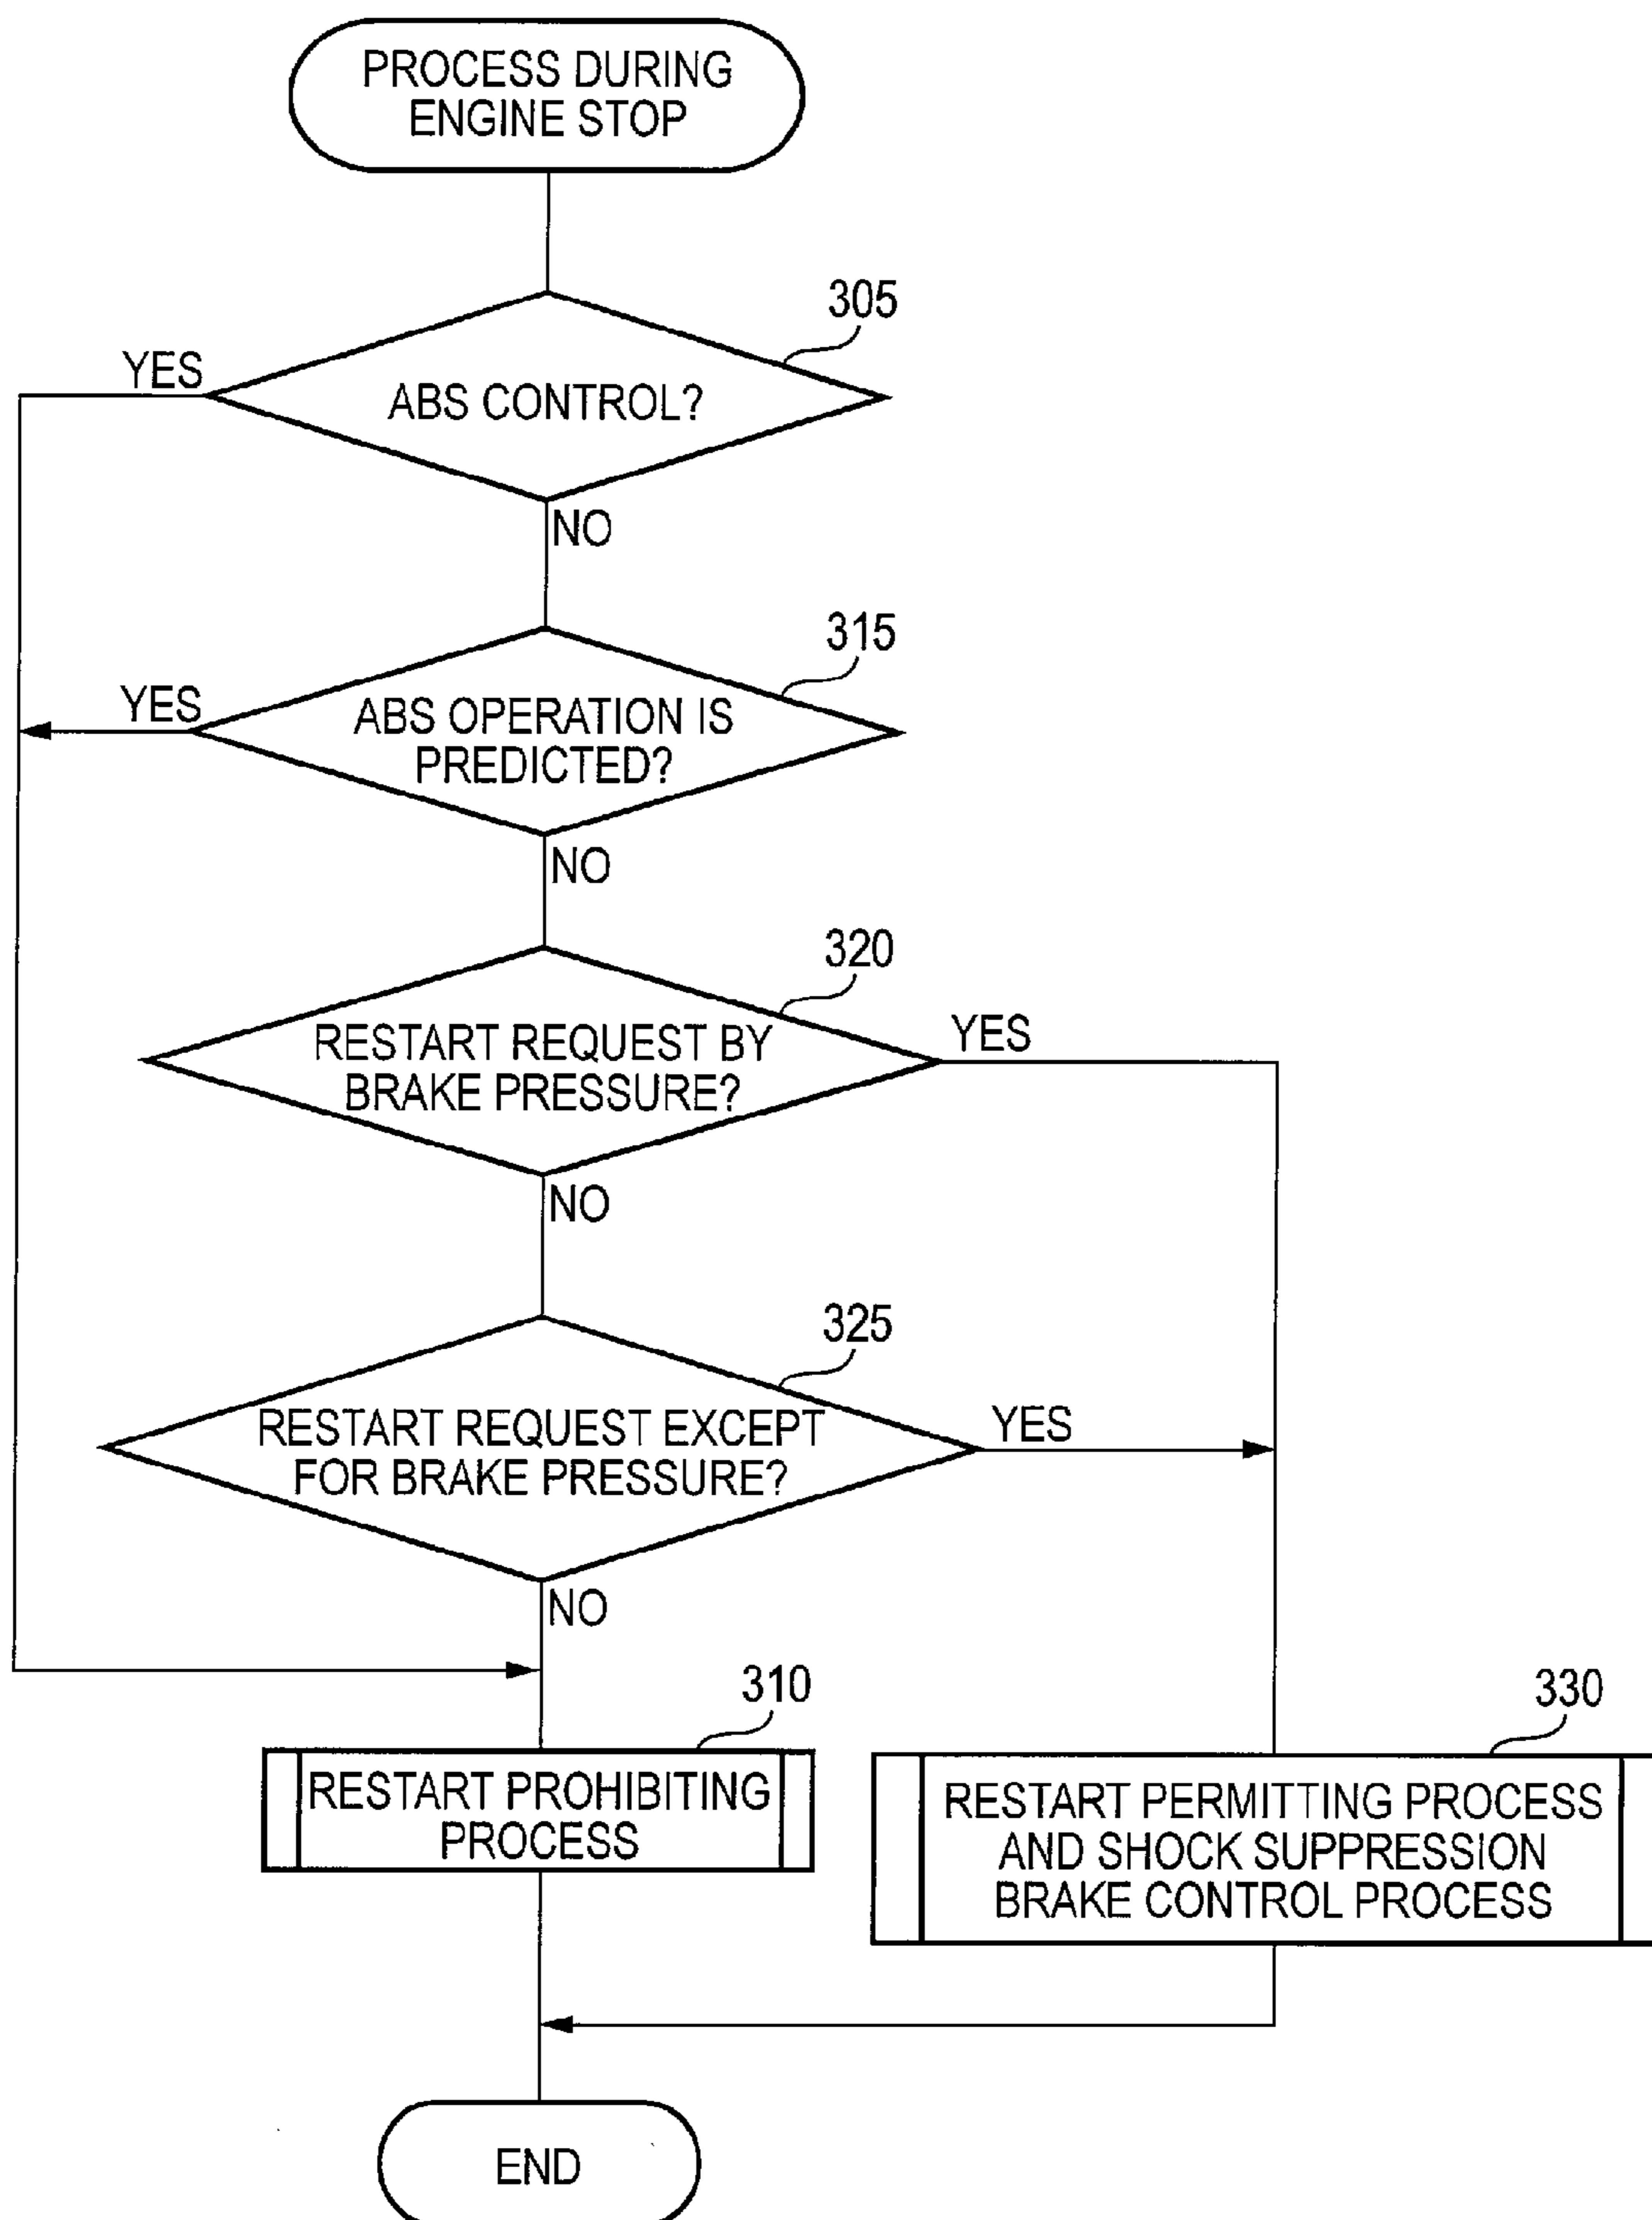 PROCESS DURING
ENGINE STOP
305
YES
ABS CONTROL?
NO
315
YES
ABS OPERATION IS
PREDICTED?
NO
320
RESTART REQUEST BY
BRAKE PRESSURE?
YES
NO
325
RESTART REQUEST EXCEPT
FOR BRAKE PRESSURE?
YES
NO
310
RESTART PROHIBITING
PROCESS
330
RESTART PERMITTING PROCESS
AND SHOCK SUPPRESSION
BRAKE CONTROL PROCESS
END